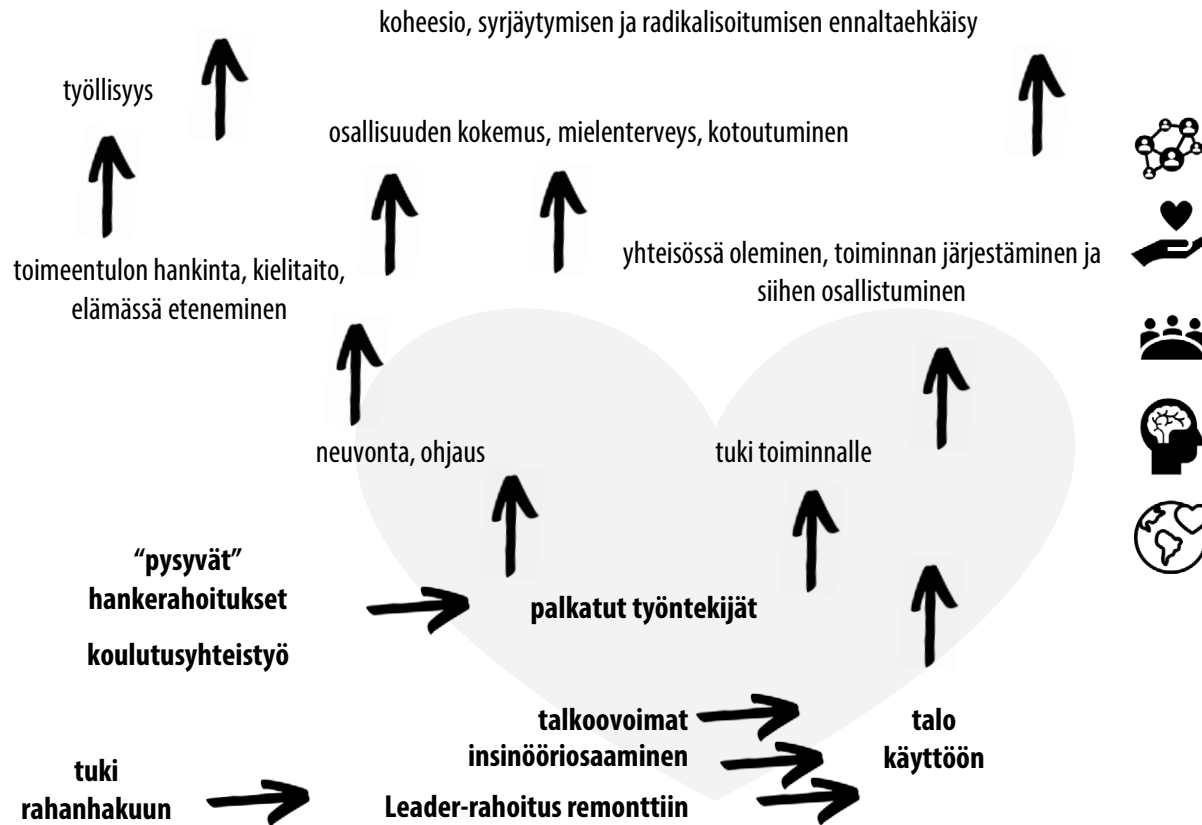 koheesio, syrjäytymisen ja radikalisoitumisen ennaltaehkäisy
työllisyys
osallisuuden kokemus, mielenterveys, kotoutuminen
toimeentulon hankinta, kielitaito,
elämässä eteneminen
yhteisössä oleminen, toiminnan järjestäminen ja
siihen osallistuminen
neuvonta, ohjaus
tuki toiminnalle
“pysyvät”
hankerahoitukset
koulutusyhteistyö
palkatut työntekijät
talkoovoimat
insinööriosaaminen
talo
käyttöön
tuki
rahanhakuun
Leader-rahoitus remonttiin